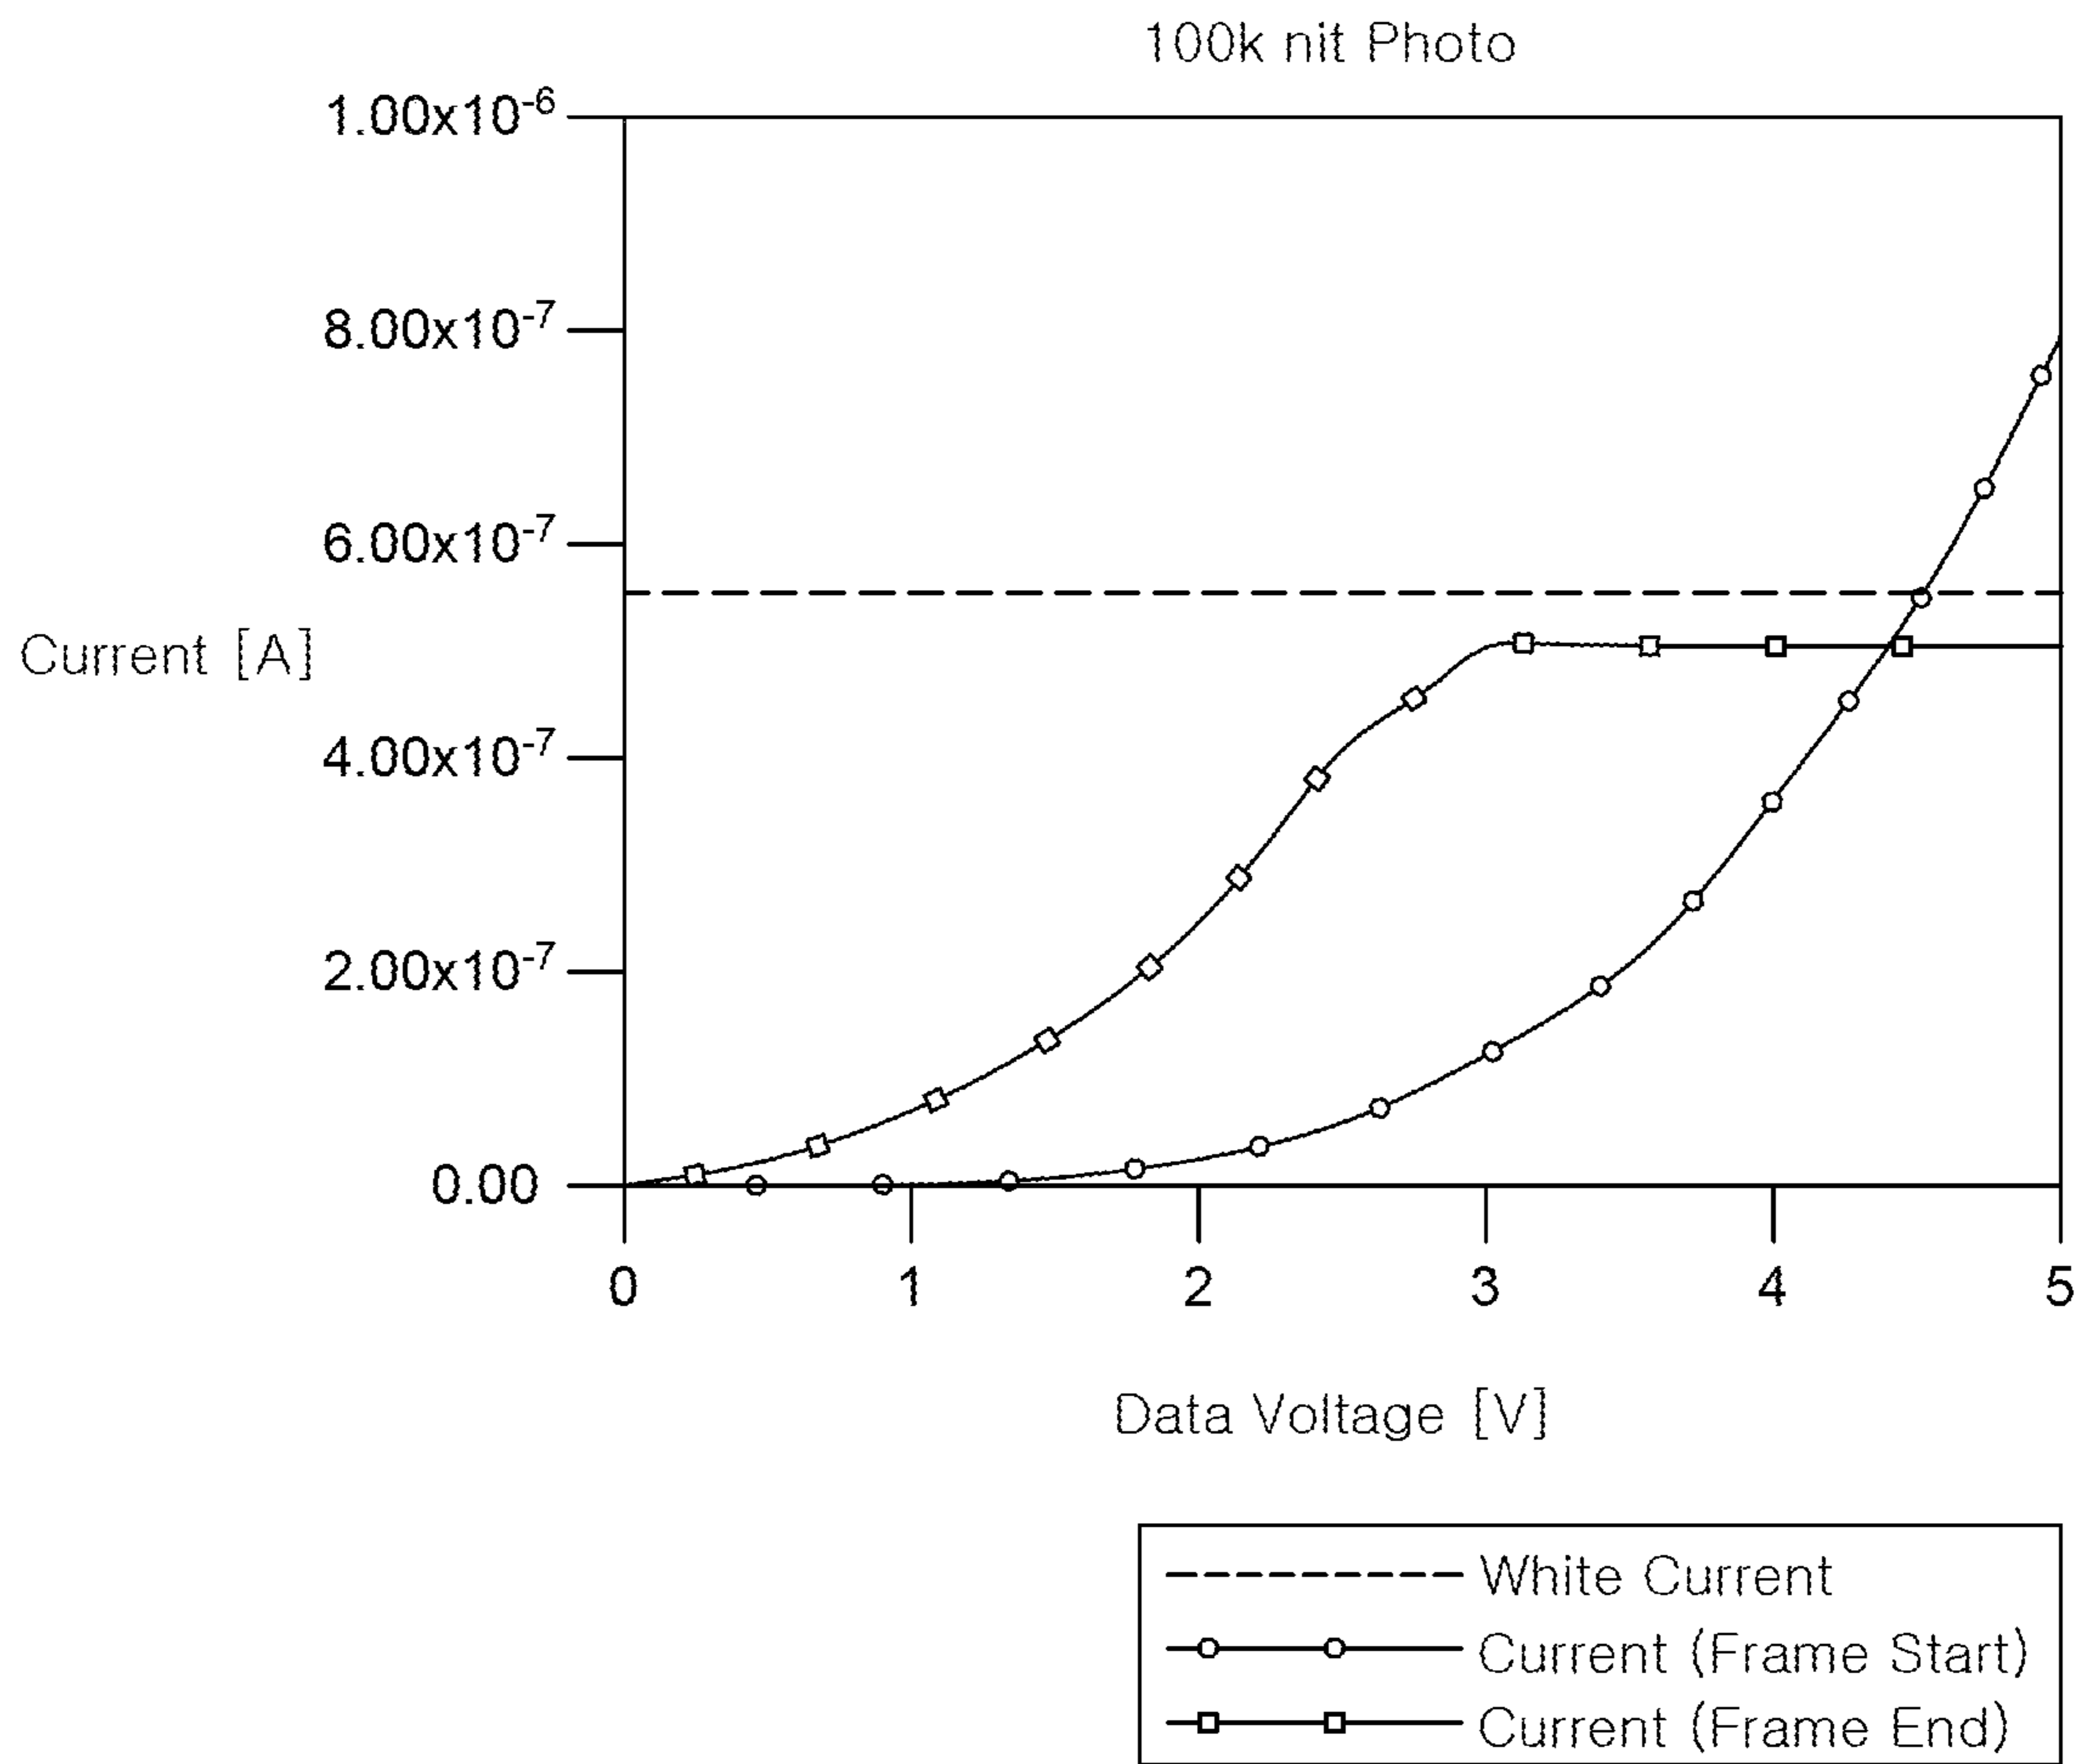 100k nit Photo
1.00x10⁻⁶
8.00x10⁻⁷
6.00x10⁻⁷
Current [A]
4.00x10⁻⁷
2.00x10⁻⁷
0.00
0 1 2 3 4 5
Data Voltage [V]
White Current
Current (Frame Start)
Current (Frame End)